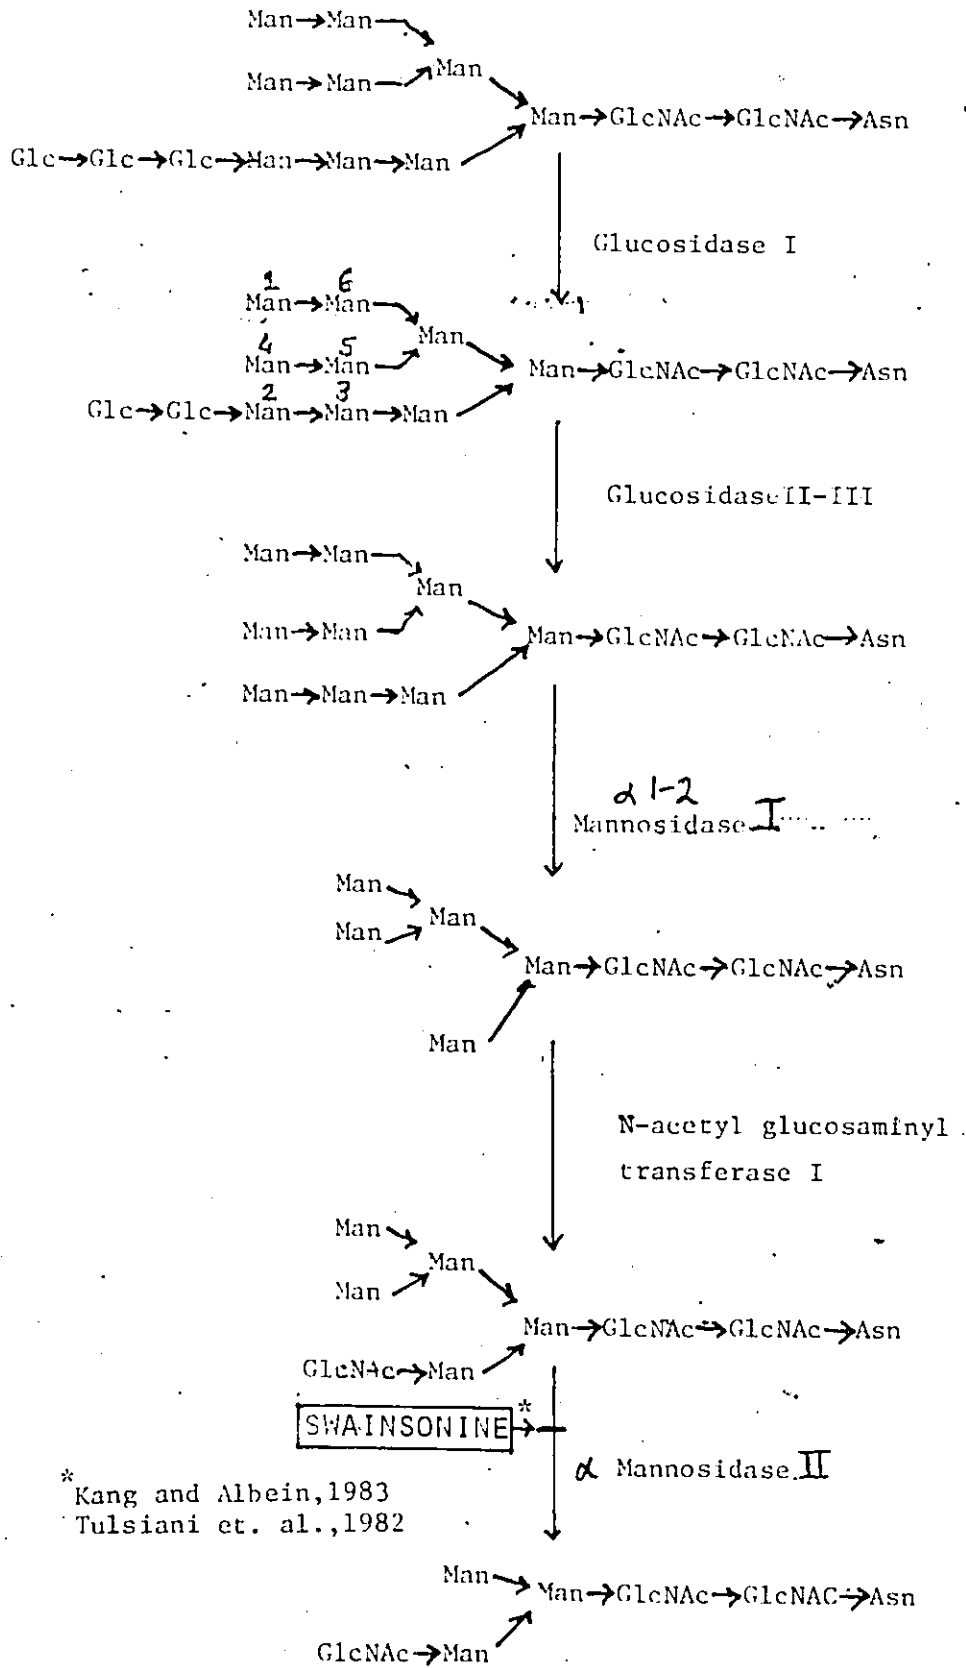 Man→Man
Man
Man→Man
Man→GlcNAc→GlcNAc→Asn
Glc→Glc→Glc→Man→Man→Man
Glucosidase I
1 6
Man→Man
Man
4 5
Man→Man
Man→GlcNAc→GlcNAc→Asn
2 3
Glc→Glc→Man→Man→Man
Glucosidase II-III
Man→Man
Man
Man→Man
Man→GlcNAc→GlcNAc→Asn
Man→Man→Man
α 1-2
Mannosidase I
Man
Man
Man
Man→GlcNAc→GlcNAc→Asn
Man
N-acetyl glucosaminyl
transferase I
Man
Man
Man
Man→GlcNAc→GlcNAc→Asn
GlcNAc→Man
SWAINSONINE→*
α Mannosidase II
*Kang and Albein,1983
Tulsiani et. al.,1982
Man
Man→GlcNAc→GlcNAC→Asn
GlcNAc→Man